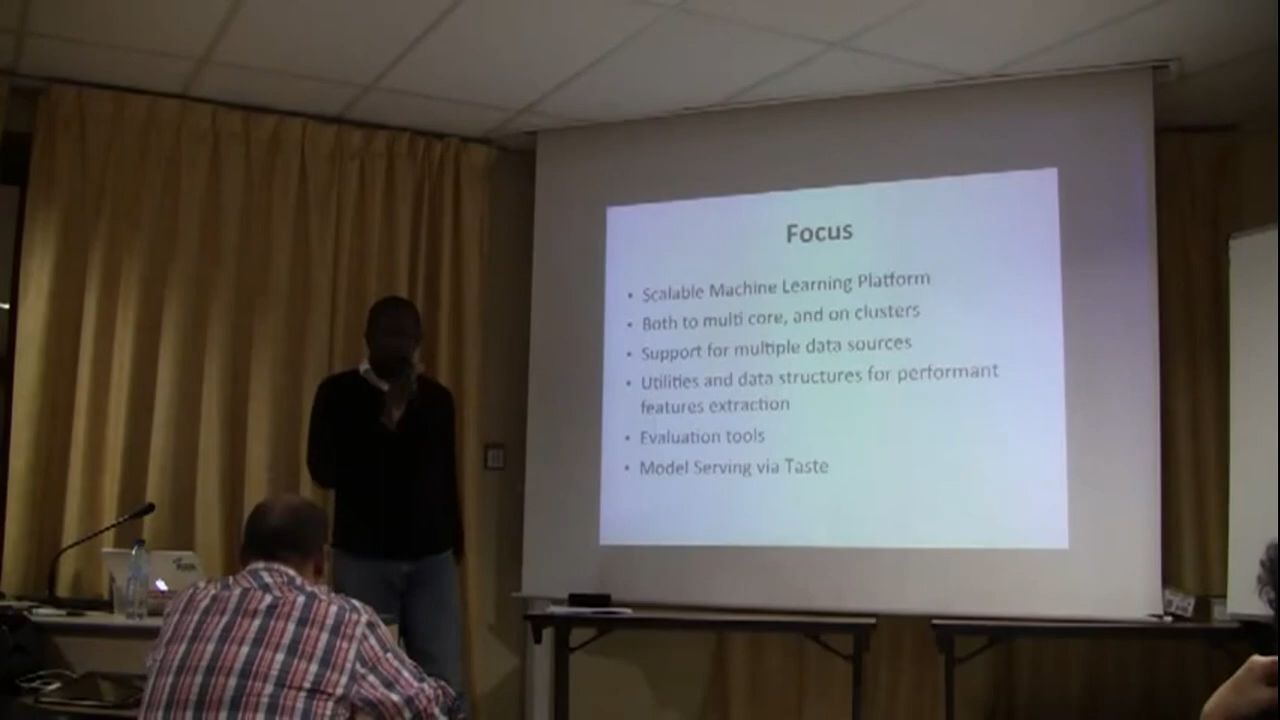 Focus
• Scalable Machine Learning Platform
• Both to multi core, and on clusters
• Support for multiple data sources
• Utilities and data structures for performant
features extraction
• Evaluation tools
• Model Serving via Taste